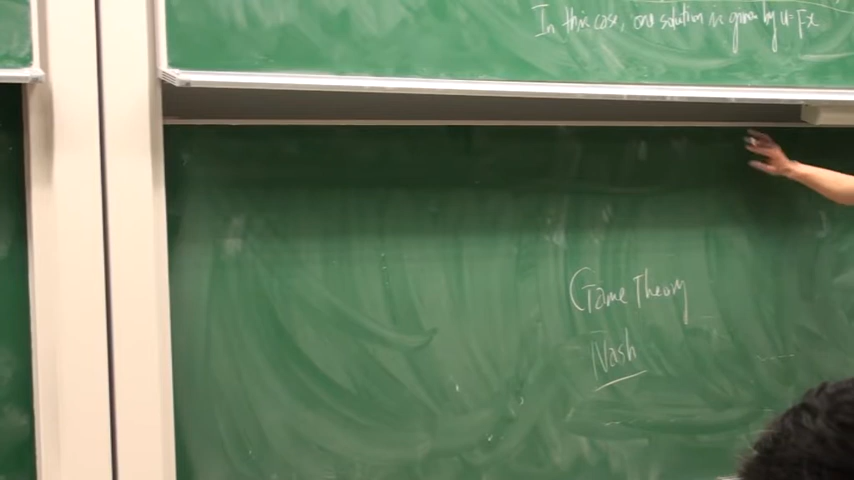 In this case, one solution is given by u=Fx
Game Theory
Nash